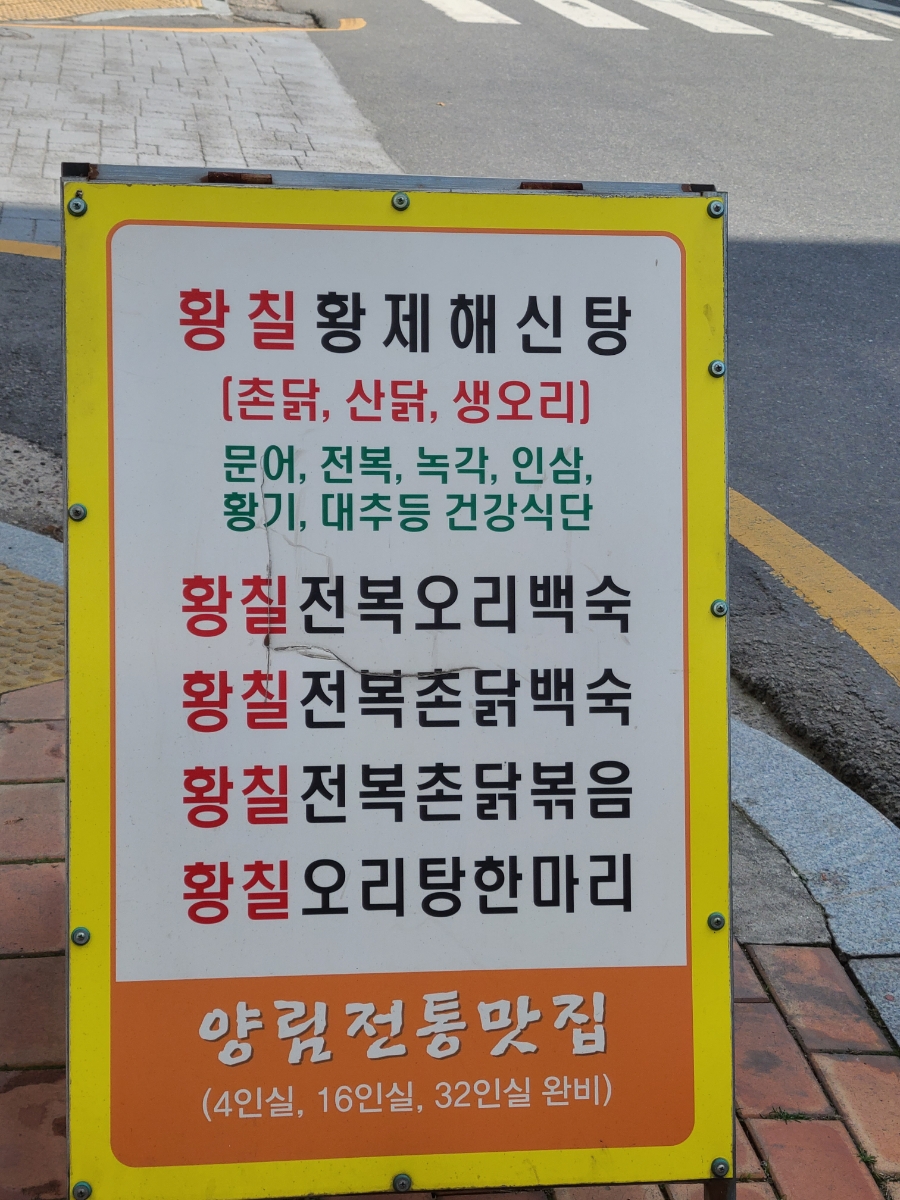 황칠황제해신탕
(촌닭, 산닭, 생오리)
문어, 전복, 녹각, 인삼,
황기, 대추등 건강식단
황칠전복오리백숙
황칠전복촌닭백숙
황칠전복촌닭볶음
황칠오리탕한마리
양림전통맛집
(4인실, 16인실, 32인실 완비)